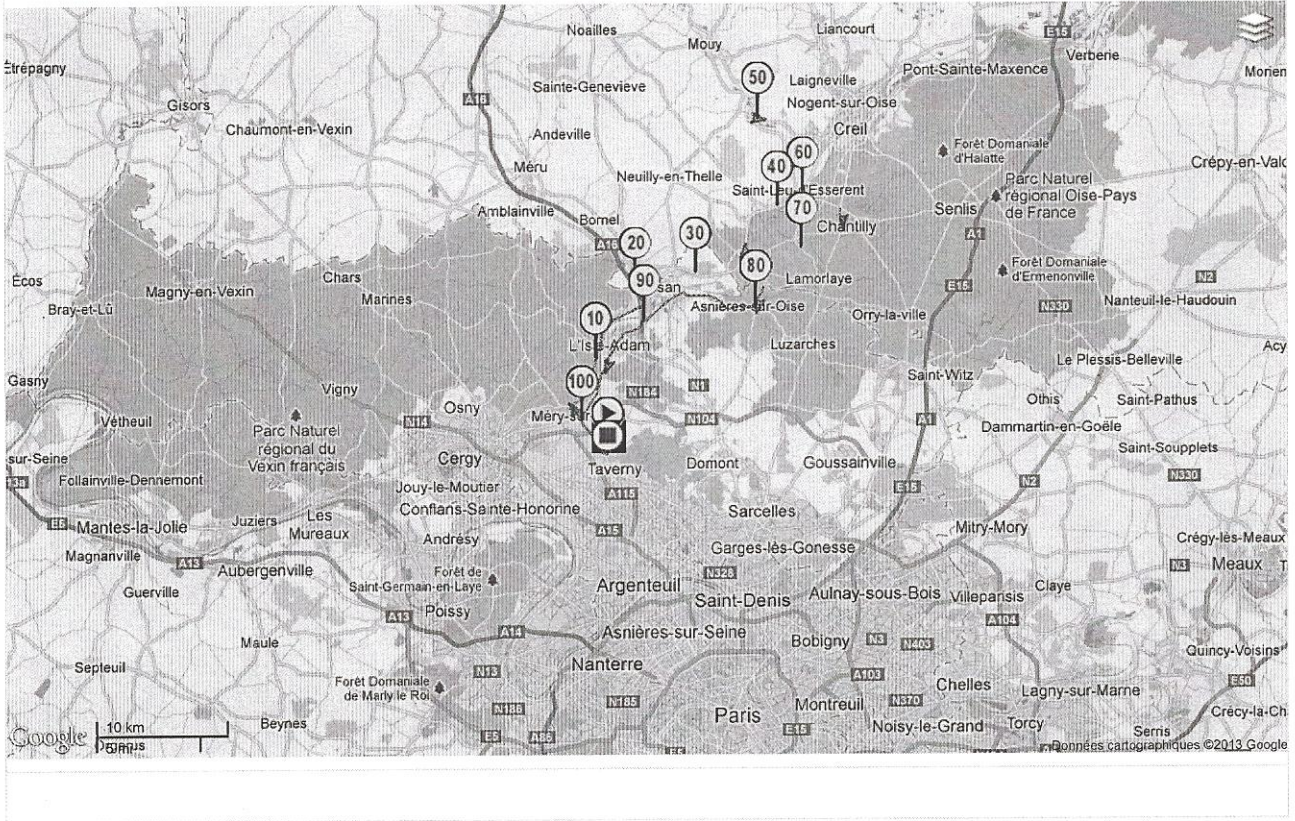 Noailles
Liancourt
E15
Mouy
Verberie
Étrépagny
Pont-Sainte-Maxence
50
Laigneville
Sainte-Genevieve
A16
Nogent-sur-Oise
Gisors
Chaumont-en-Vexin
Andeville
Creil
Forêt Domaniale
d'Halatte
60
Méru
40
Neuilly-en-Thelle
Saint-Leu-d'Esserent
Parc Naturel
régional Oise-Pays
de France
Senlis
70
Amblainville
Bornel
Chantilly
30
20
A16
A1
80
Forêt Domaniale
d'Ermenonville
Lamorlaye
Écos
Chars
90
N2
Magny-en-Vexin
E15
Marines
Nanteuil-le-Haudouin
Bray-et-Lû
Asnières-sur-Oise
N330
10
Orry-la-ville
L'Isle-Adam
Luzarches
Acy
Le Plessis-Belleville
Gasny
100
Saint-Witz
Vigny
N184
N1
Othis
Saint-Pathus
Osny
Vétheuil
N14
N104
A1
Dammartin-en-Goële
Parc Naturel
régional du
Vexin français
Saint-Soupplets
sur-Seine
Cergy
Domont
Goussainville
Taverny
N330
Follainville-Dennemont
Jouy-le-Moutier
E15
N2
A115
Conflans-Sainte-Honorine
Sarcelles
Juziers
Les
Mureaux
Mantes-la-Jolie
A15
Mitry-Mory
Andrésy
Crégy-lès-Meaux
Garges-lès-Gonesse
Magnanville
A13
Aubergenville
Meaux
N3
Forêt de
Saint-Germain-en-Laye
N328
Argenteuil
Claye
Guerville
Aulnay-sous-Bois
Villeparisis
Saint-Denis
Poissy
A13
A104
A14
Asnières-sur-Seine
Maule
Bobigny
N3
N403
Quincy-Voisins
Septeuil
Nanterre
N13
A103
E50
Forêt Domaniale
de Marly le Roi
Chelles
Lagny-sur-Marne
N186
N185
N370
Montreuil
Paris
Crécy-la-Ch
Beynes
E15
Noisy-le-Grand
Torcy
10 km
Google
E5
A86
Serris
Données cartographiques ©2013 Google